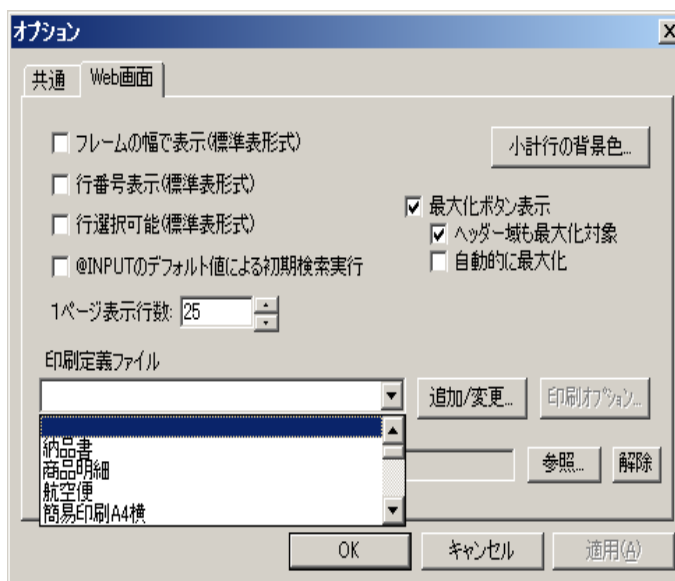 オプション
共通
Web画面
フレームの幅で表示(標準表形式)
小計行の背景色...
行番号表示(標準表形式)
最大化ボタン表示
行選択可能(標準表形式)
ヘッダー域も最大化対象
@INPUTのデフォルト値による初期検索実行
自動的に最大化
1ページ表示行数:
25
印刷定義ファイル
追加/変更...
印刷オプション...
納品書
商品明細
航空便
簡易印刷A4横
参照...
解除
OK
キャンセル
適用(A)